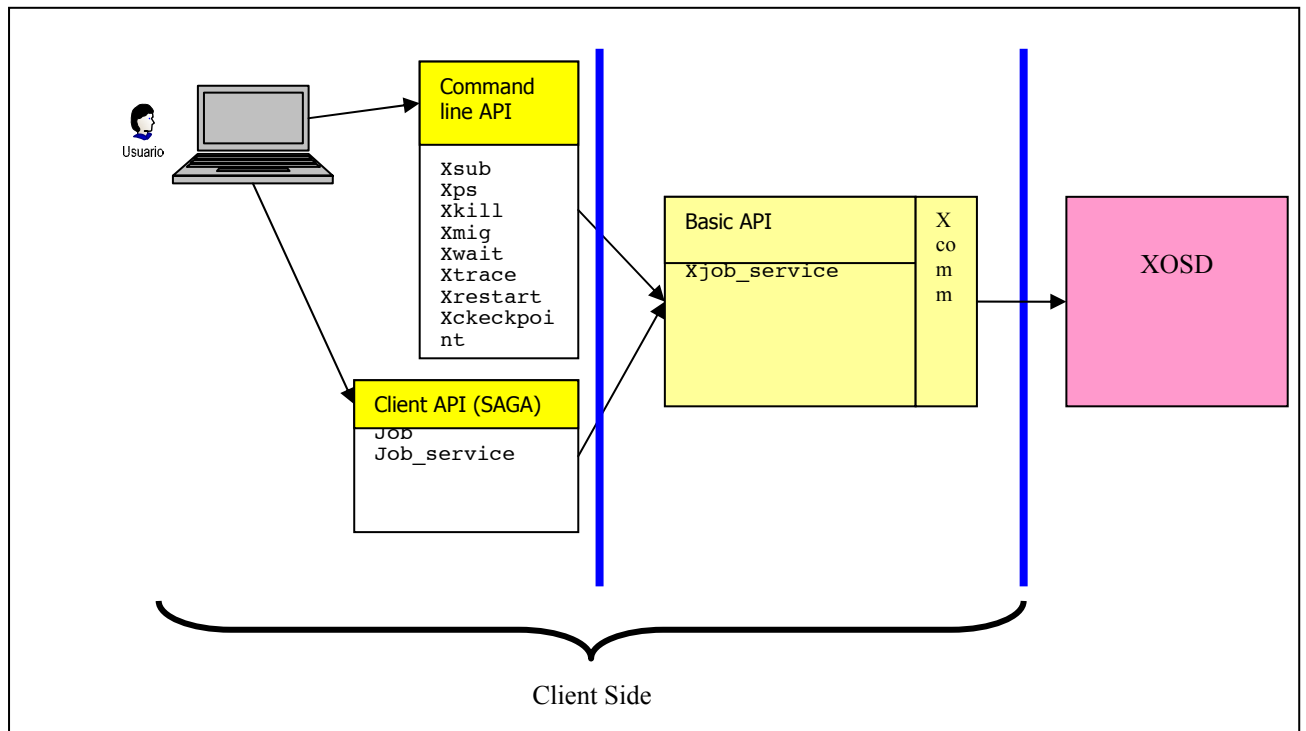 Usuario
Command
line API
Xsub
Xps
Xkill
Xmig
Xwait
Xtrace
Xrestart
Xckeckpoi
nt
Client API (SAGA)
Job
Job_service
Basic API
Xjob_service
X
co
m
m
XOSD
Client Side